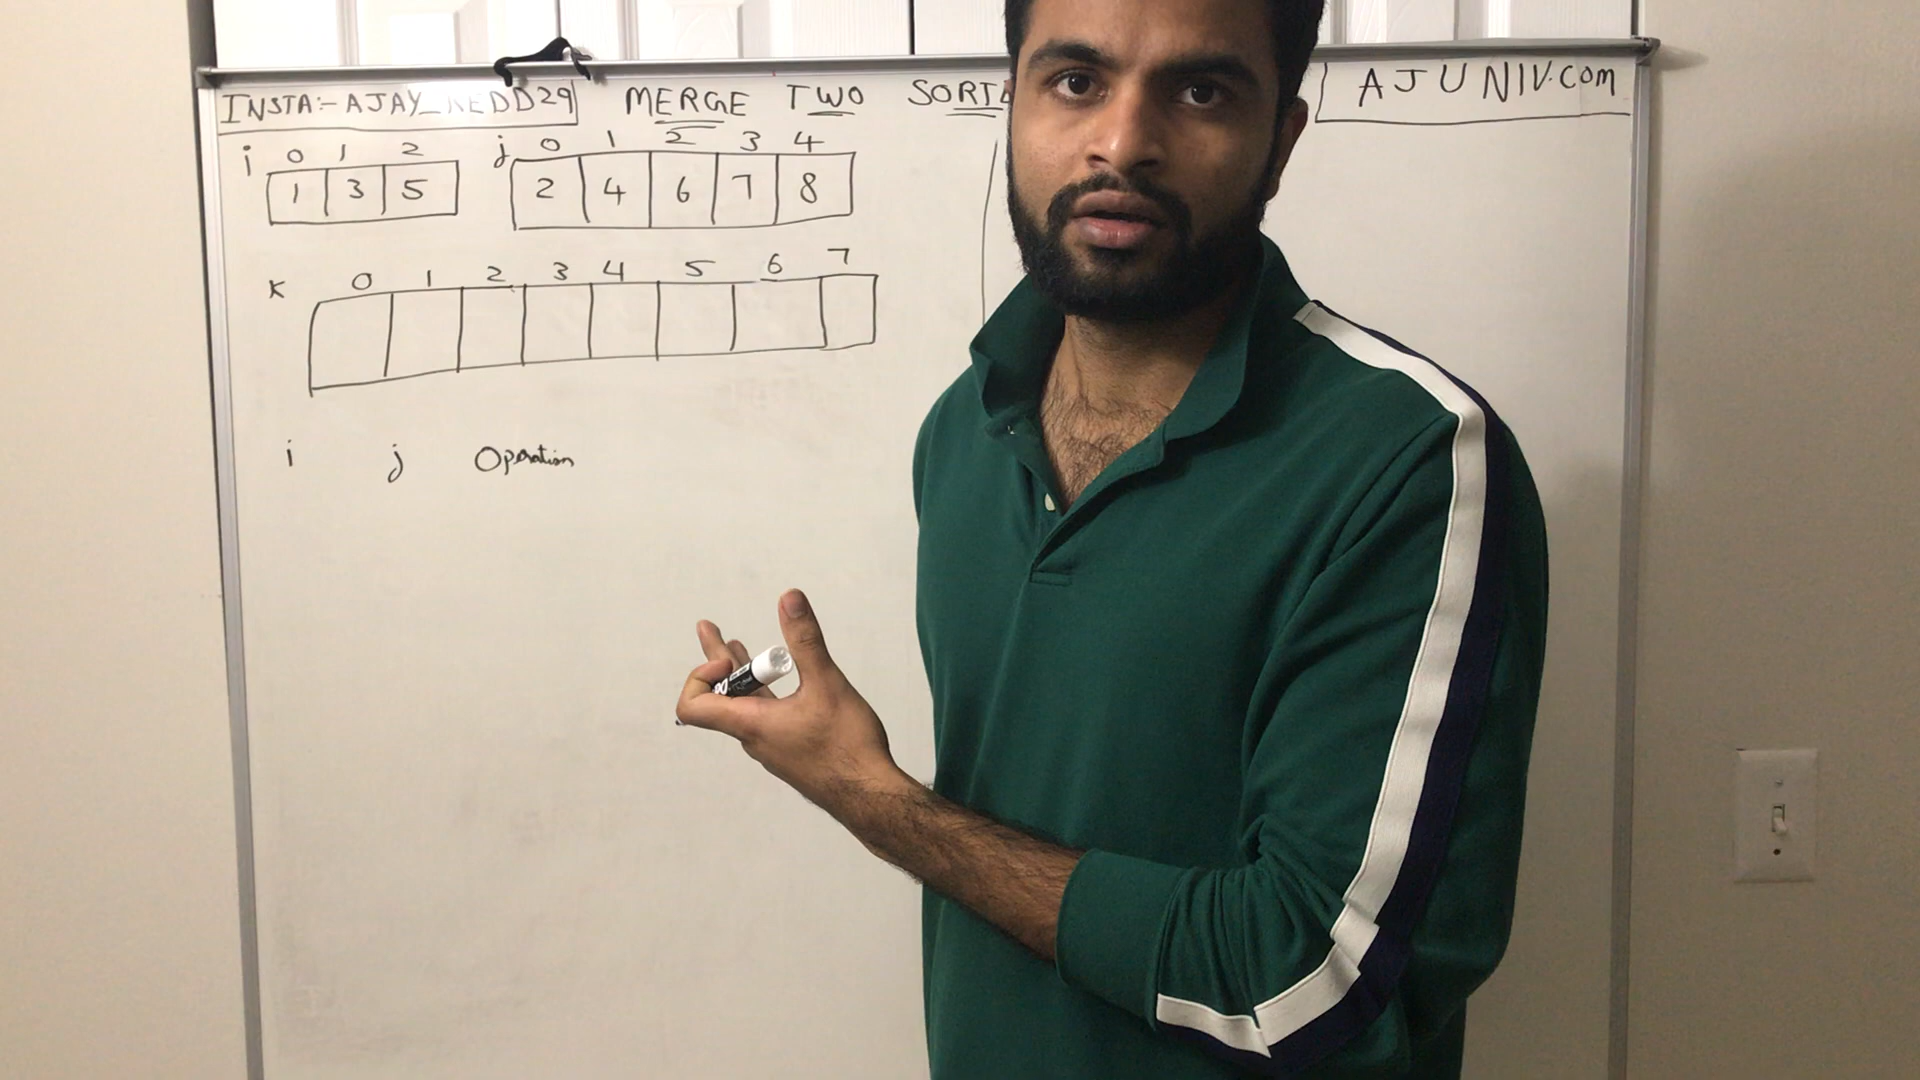 INSTA:- AJAY_REDD29 MERGE TWO SORT AJUNIV.COM
i 0 1 2 j 0 1 2 3 4
1 3 5 2 4 6 7 8
K 0 1 2 3 4 5 6 7
i j Operation